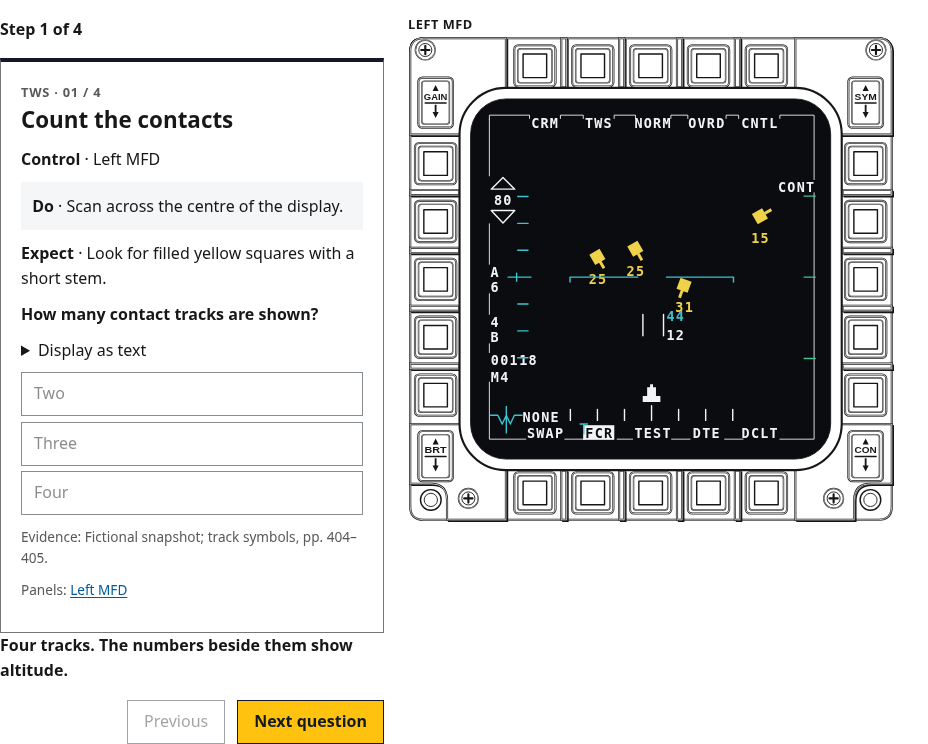 Step 1 of 4
TWS · 01 / 4
Count the contacts
Control · Left MFD
Do · Scan across the centre of the display.
Expect · Look for filled yellow squares with a
short stem.
How many contact tracks are shown?
Display as text
Two
Three
Four
Evidence: Fictional snapshot; track symbols, pp. 404–
405.
Panels: Left MFD
Four tracks. The numbers beside them show
altitude.
Previous
Next question
LEFT MFD
GAIN
SYM
CRM TWS NORM OVRD CNTL
CONT
80
15
25
25
A
6
31
44
4
12
B
00118
M4
NONE
SWAP FCR TEST DTE DCLT
BRT
CON